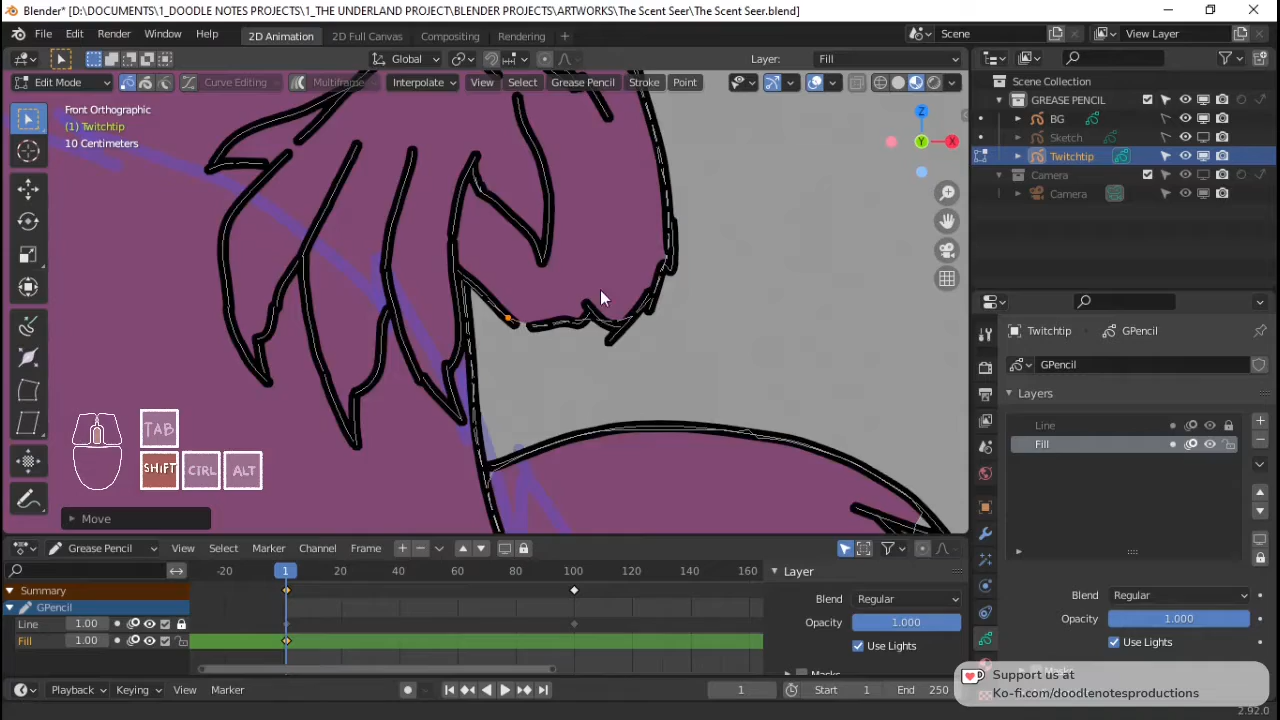 Blender* [D:\DOCUMENTS\1_DOODLE NOTES PROJECTS\1_THE UNDERLAND PROJECT\BLENDER PROJECTS\ARTWORKS\The Scent Seer\The Scent Seer.blend]
File Edit Render Window Help 2D Animation 2D Full Canvas Compositing Rendering Scene View Layer
Global Layer: Fill
Edit Mode Curve Editing Multiframe Interpolate View Select Grease Pencil Stroke Point
Front Orthographic
(1) Twitchtip
10 Centimeters
Z
Y
X
TAB
SHIFT CTRL ALT
Move
Scene Collection
GREASE PENCIL
BG
Sketch
Twitchtip
Camera
Camera
Twitchtip GPencil
GPencil
Layers
Line
Fill
Blend Regular
Opacity 1.000
Use Lights
Grease Pencil View Select Marker Channel Frame
-20 1 20 40 60 80 100 120 140 160
Summary
GPencil
Line 1.00
Fill 1.00
Layer
Blend Regular
Opacity 1.000
Use Lights
Masks
Playback Keying View Marker 1 Start 1 End 250
Support us at
Ko-fi.com/doodlenotesproductions
2.92.0